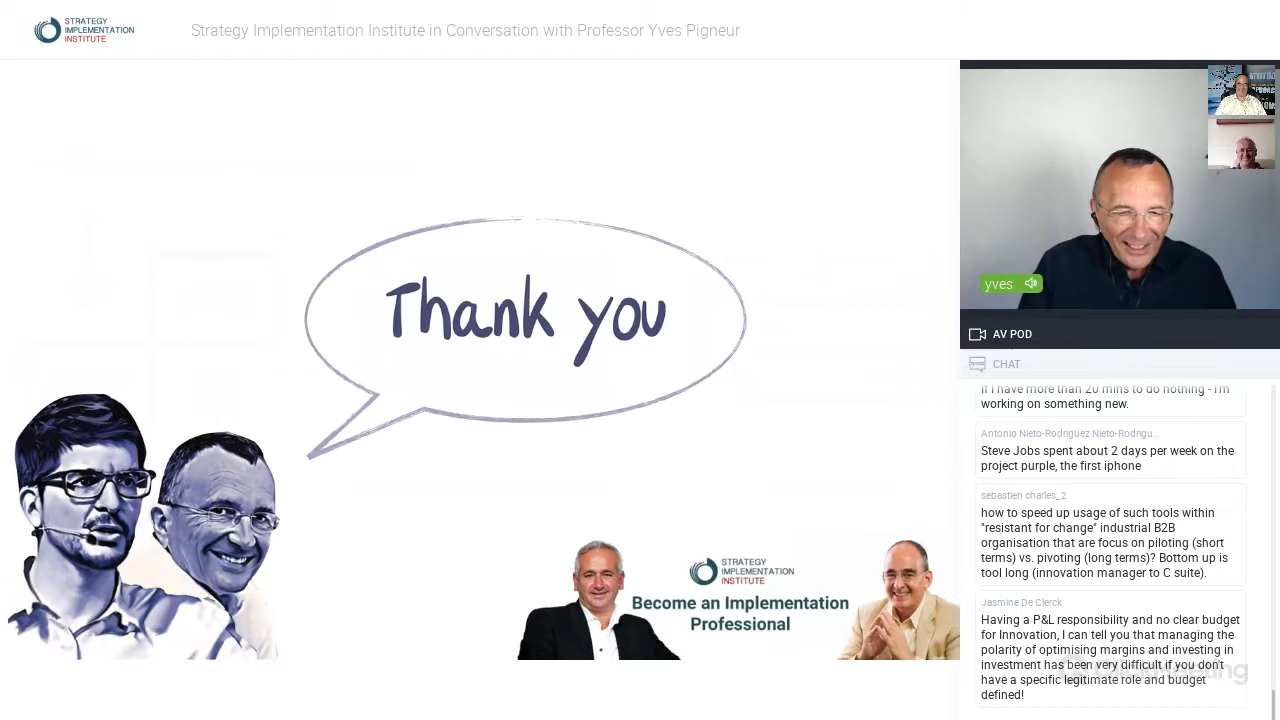 STRATEGY
IMPLEMENTATION
INSTITUTE
Strategy Implementation Institute in Conversation with Professor Yves Pigneur
Thank you
STRATEGY
IMPLEMENTATION
INSTITUTE
Become an Implementation
Professional
yves
AV POD
CHAT
If I have more than 20 mins to do nothing - I'm
working on something new.
Antonio Nieto-Rodriguez Nieto-Rodrigu...
Steve Jobs spent about 2 days per week on the
project purple, the first iphone
sebastien charles_2
how to speed up usage of such tools within
"resistant for change" industrial B2B
organisation that are focus on piloting (short
terms) vs. pivoting (long terms)? Bottom up is
tool long (innovation manager to C suite).
Jasmine De Clerck
Having a P&L responsibility and no clear budget
for Innovation, I can tell you that managing the
polarity of optimising margins and investing in
investment has been very difficult if you don't
have a specific legitimate role and budget
defined!
ClickMeeting